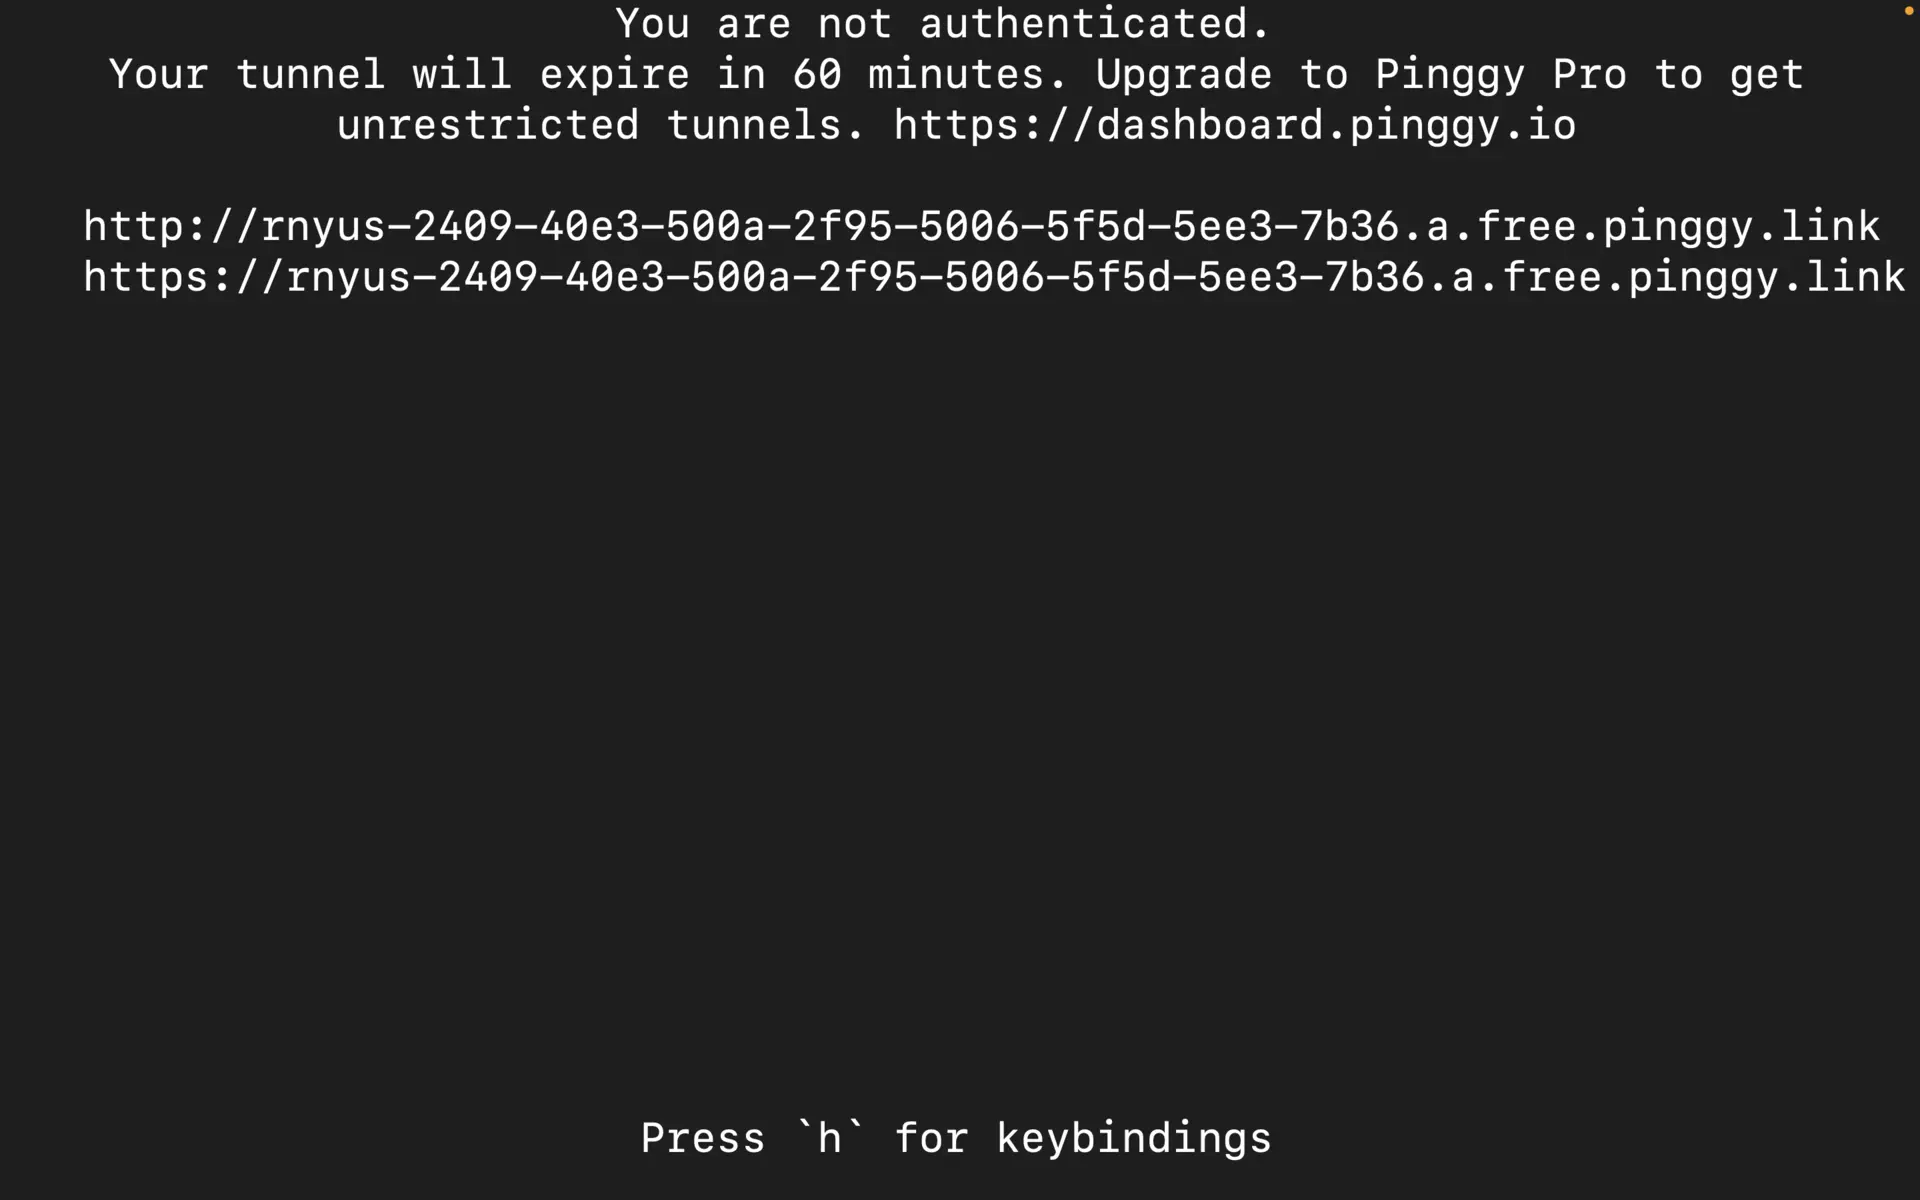 You are not authenticated.
Your tunnel will expire in 60 minutes. Upgrade to Pinggy Pro to get
unrestricted tunnels. https://dashboard.pinggy.io
http://rnyus-2409-40e3-500a-2f95-5006-5f5d-5ee3-7b36.a.free.pinggy.link
https://rnyus-2409-40e3-500a-2f95-5006-5f5d-5ee3-7b36.a.free.pinggy.link
Press `h` for keybindings